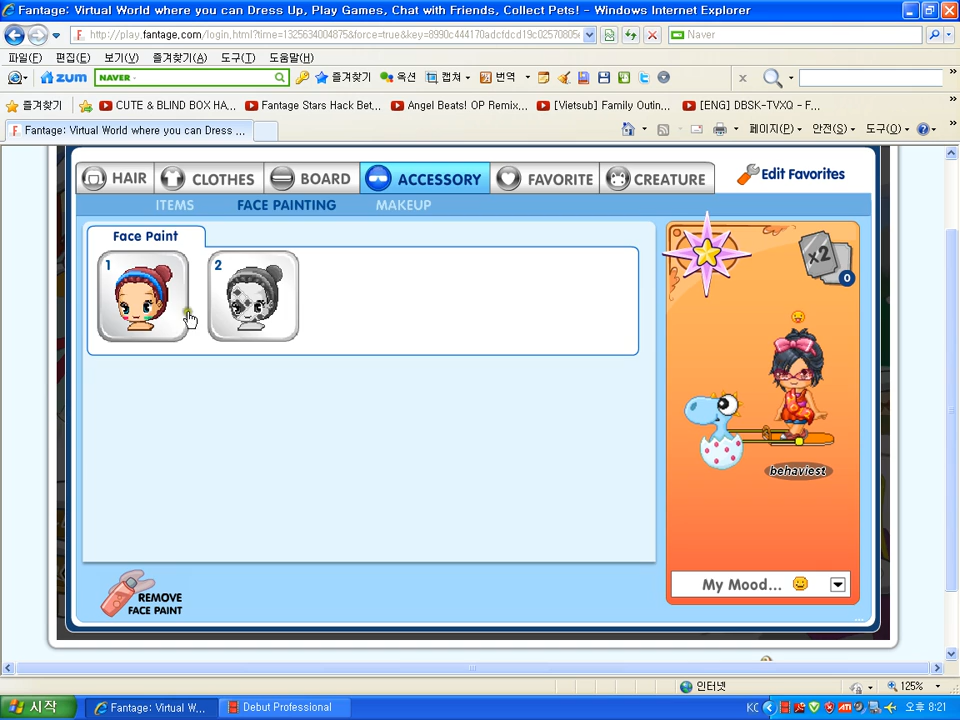 Fantage: Virtual World where you can Dress Up, Play Games, Chat with Friends, Collect Pets! - Windows Internet Explorer
http://play.fantage.com/login.html?time=1325634004875&force=true&key=8990c444170adcfdcd19c02570805
Naver
파일(F) 편집(E) 보기(V) 즐겨찾기(A) 도구(T) 도움말(H)
zum NAVER 즐겨찾기 옥션 캡쳐 번역
즐겨찾기 CUTE & BLIND BOX HA... Fantage Stars Hack Bet... Angel Beats! OP Remix... [Vietsub] Family Outin... [ENG] DBSK-TVXQ - F...
Fantage: Virtual World where you can Dress ...
페이지(P) 안전(S) 도구(O)
HAIR CLOTHES BOARD ACCESSORY FAVORITE CREATURE Edit Favorites
ITEMS FACE PAINTING MAKEUP
Face Paint
1 2
x2
0
behaviest
My Mood...
REMOVE
FACE PAINT
인터넷 125%
시작 Fantage: Virtual W... Debut Professional KC 오후 8:21